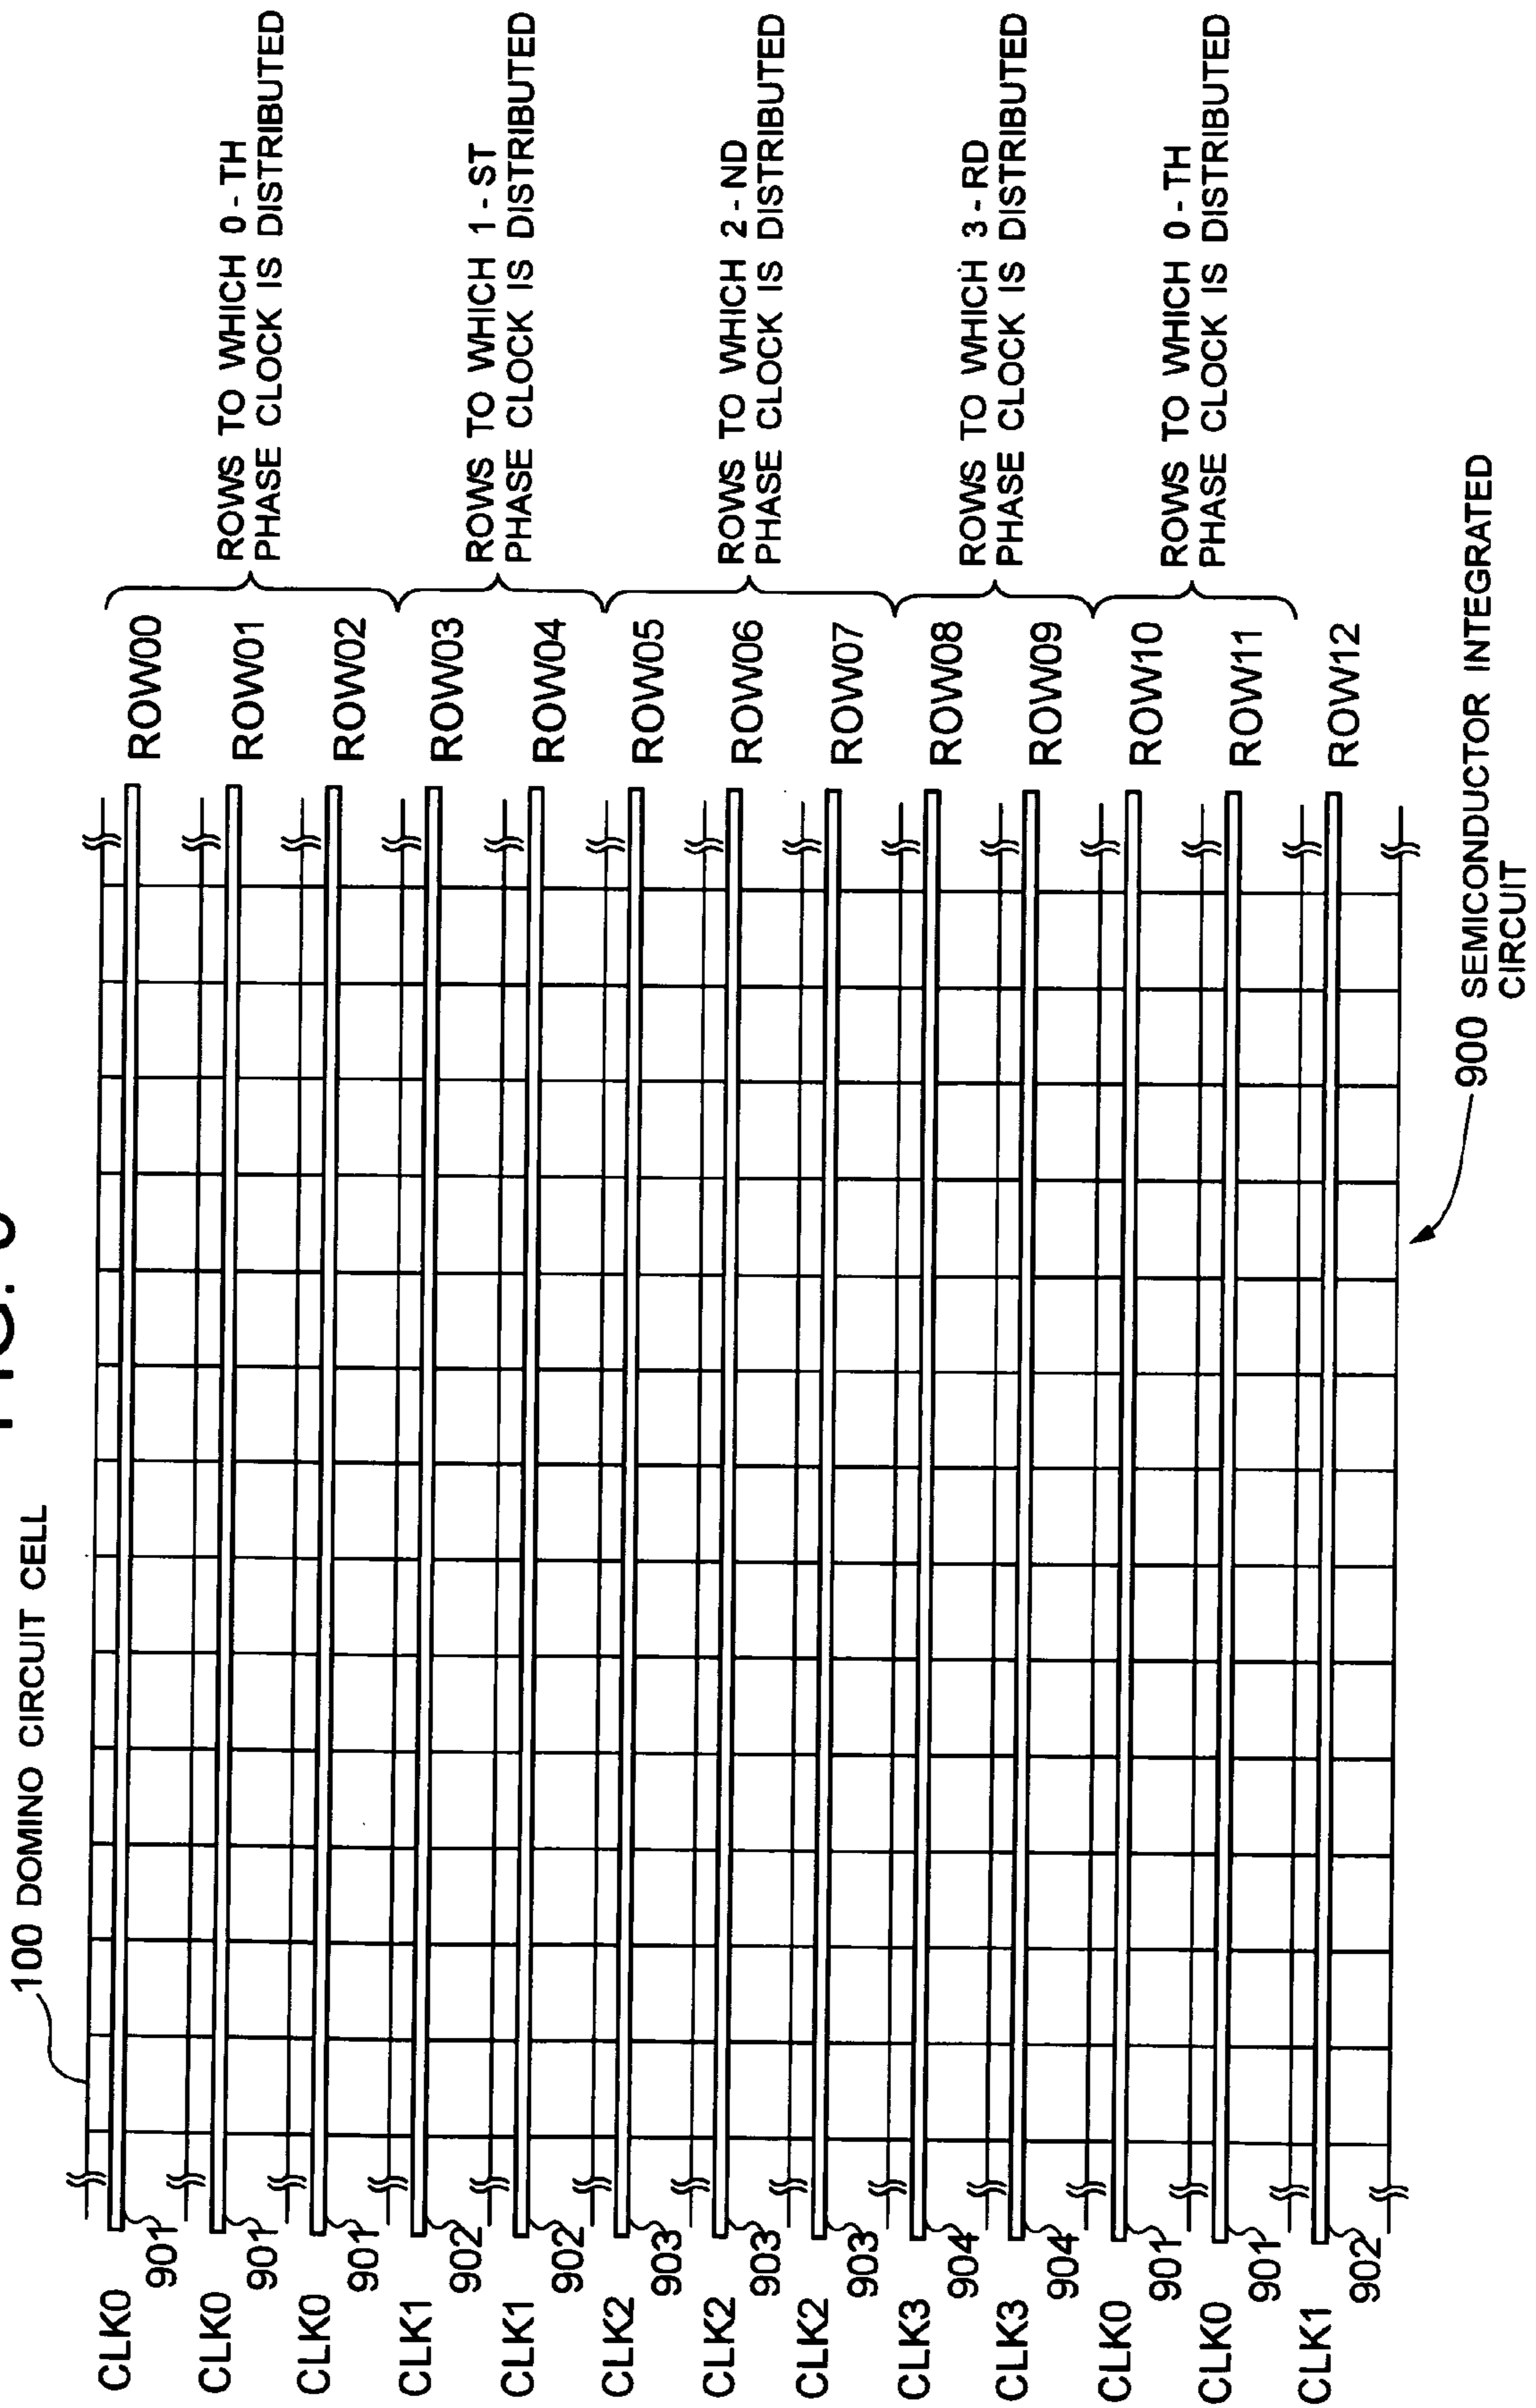 FIG.
100 DOMINO CIRCUIT CELL
CLK0
901
ROW00
CLK0
901
ROW01
CLK0
901
ROW02
ROWS TO WHICH 0 - TH
PHASE CLOCK IS DISTRIBUTED
CLK1
902
ROW03
CLK1
902
ROW04
ROWS TO WHICH 1 - ST
PHASE CLOCK IS DISTRIBUTED
CLK2
903
ROW05
CLK2
903
ROW06
CLK2
903
ROW07
ROWS TO WHICH 2 - ND
PHASE CLOCK IS DISTRIBUTED
CLK3
904
ROW08
CLK3
904
ROW09
ROWS TO WHICH 3 - RD
PHASE CLOCK IS DISTRIBUTED
CLK0
901
ROW10
CLK0
901
ROW11
ROWS TO WHICH 0 - TH
PHASE CLOCK IS DISTRIBUTED
CLK1
902
ROW12
900 SEMICONDUCTOR INTEGRATED
CIRCUIT